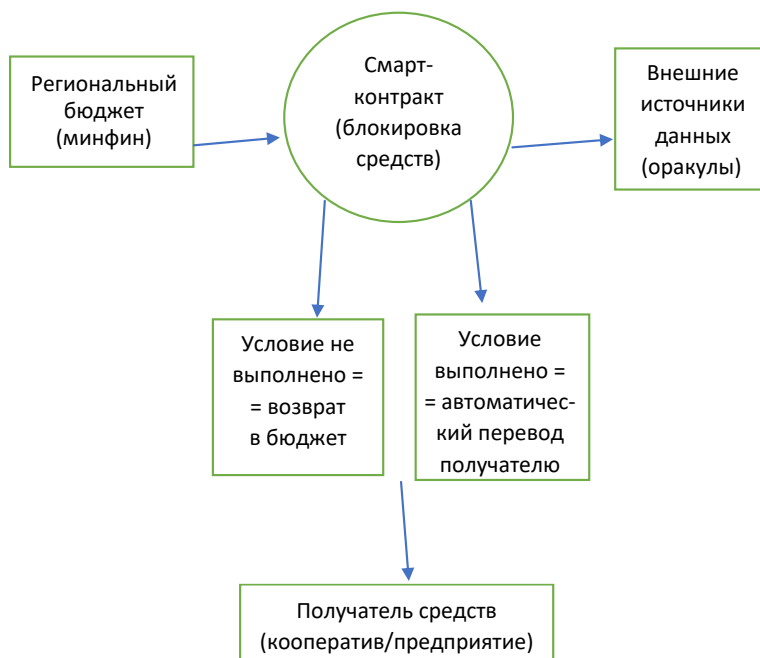 Региональный
бюджет
(минфин)
Смарт-
контракт
(блокировка
средств)
Внешние
источники
данных
(оракулы)
Условие не
выполнено =
= возврат
в бюджет
Условие
выполнено =
= автоматичес-
кий перевод
получателю
Получатель средств
(кооператив/предприятие)